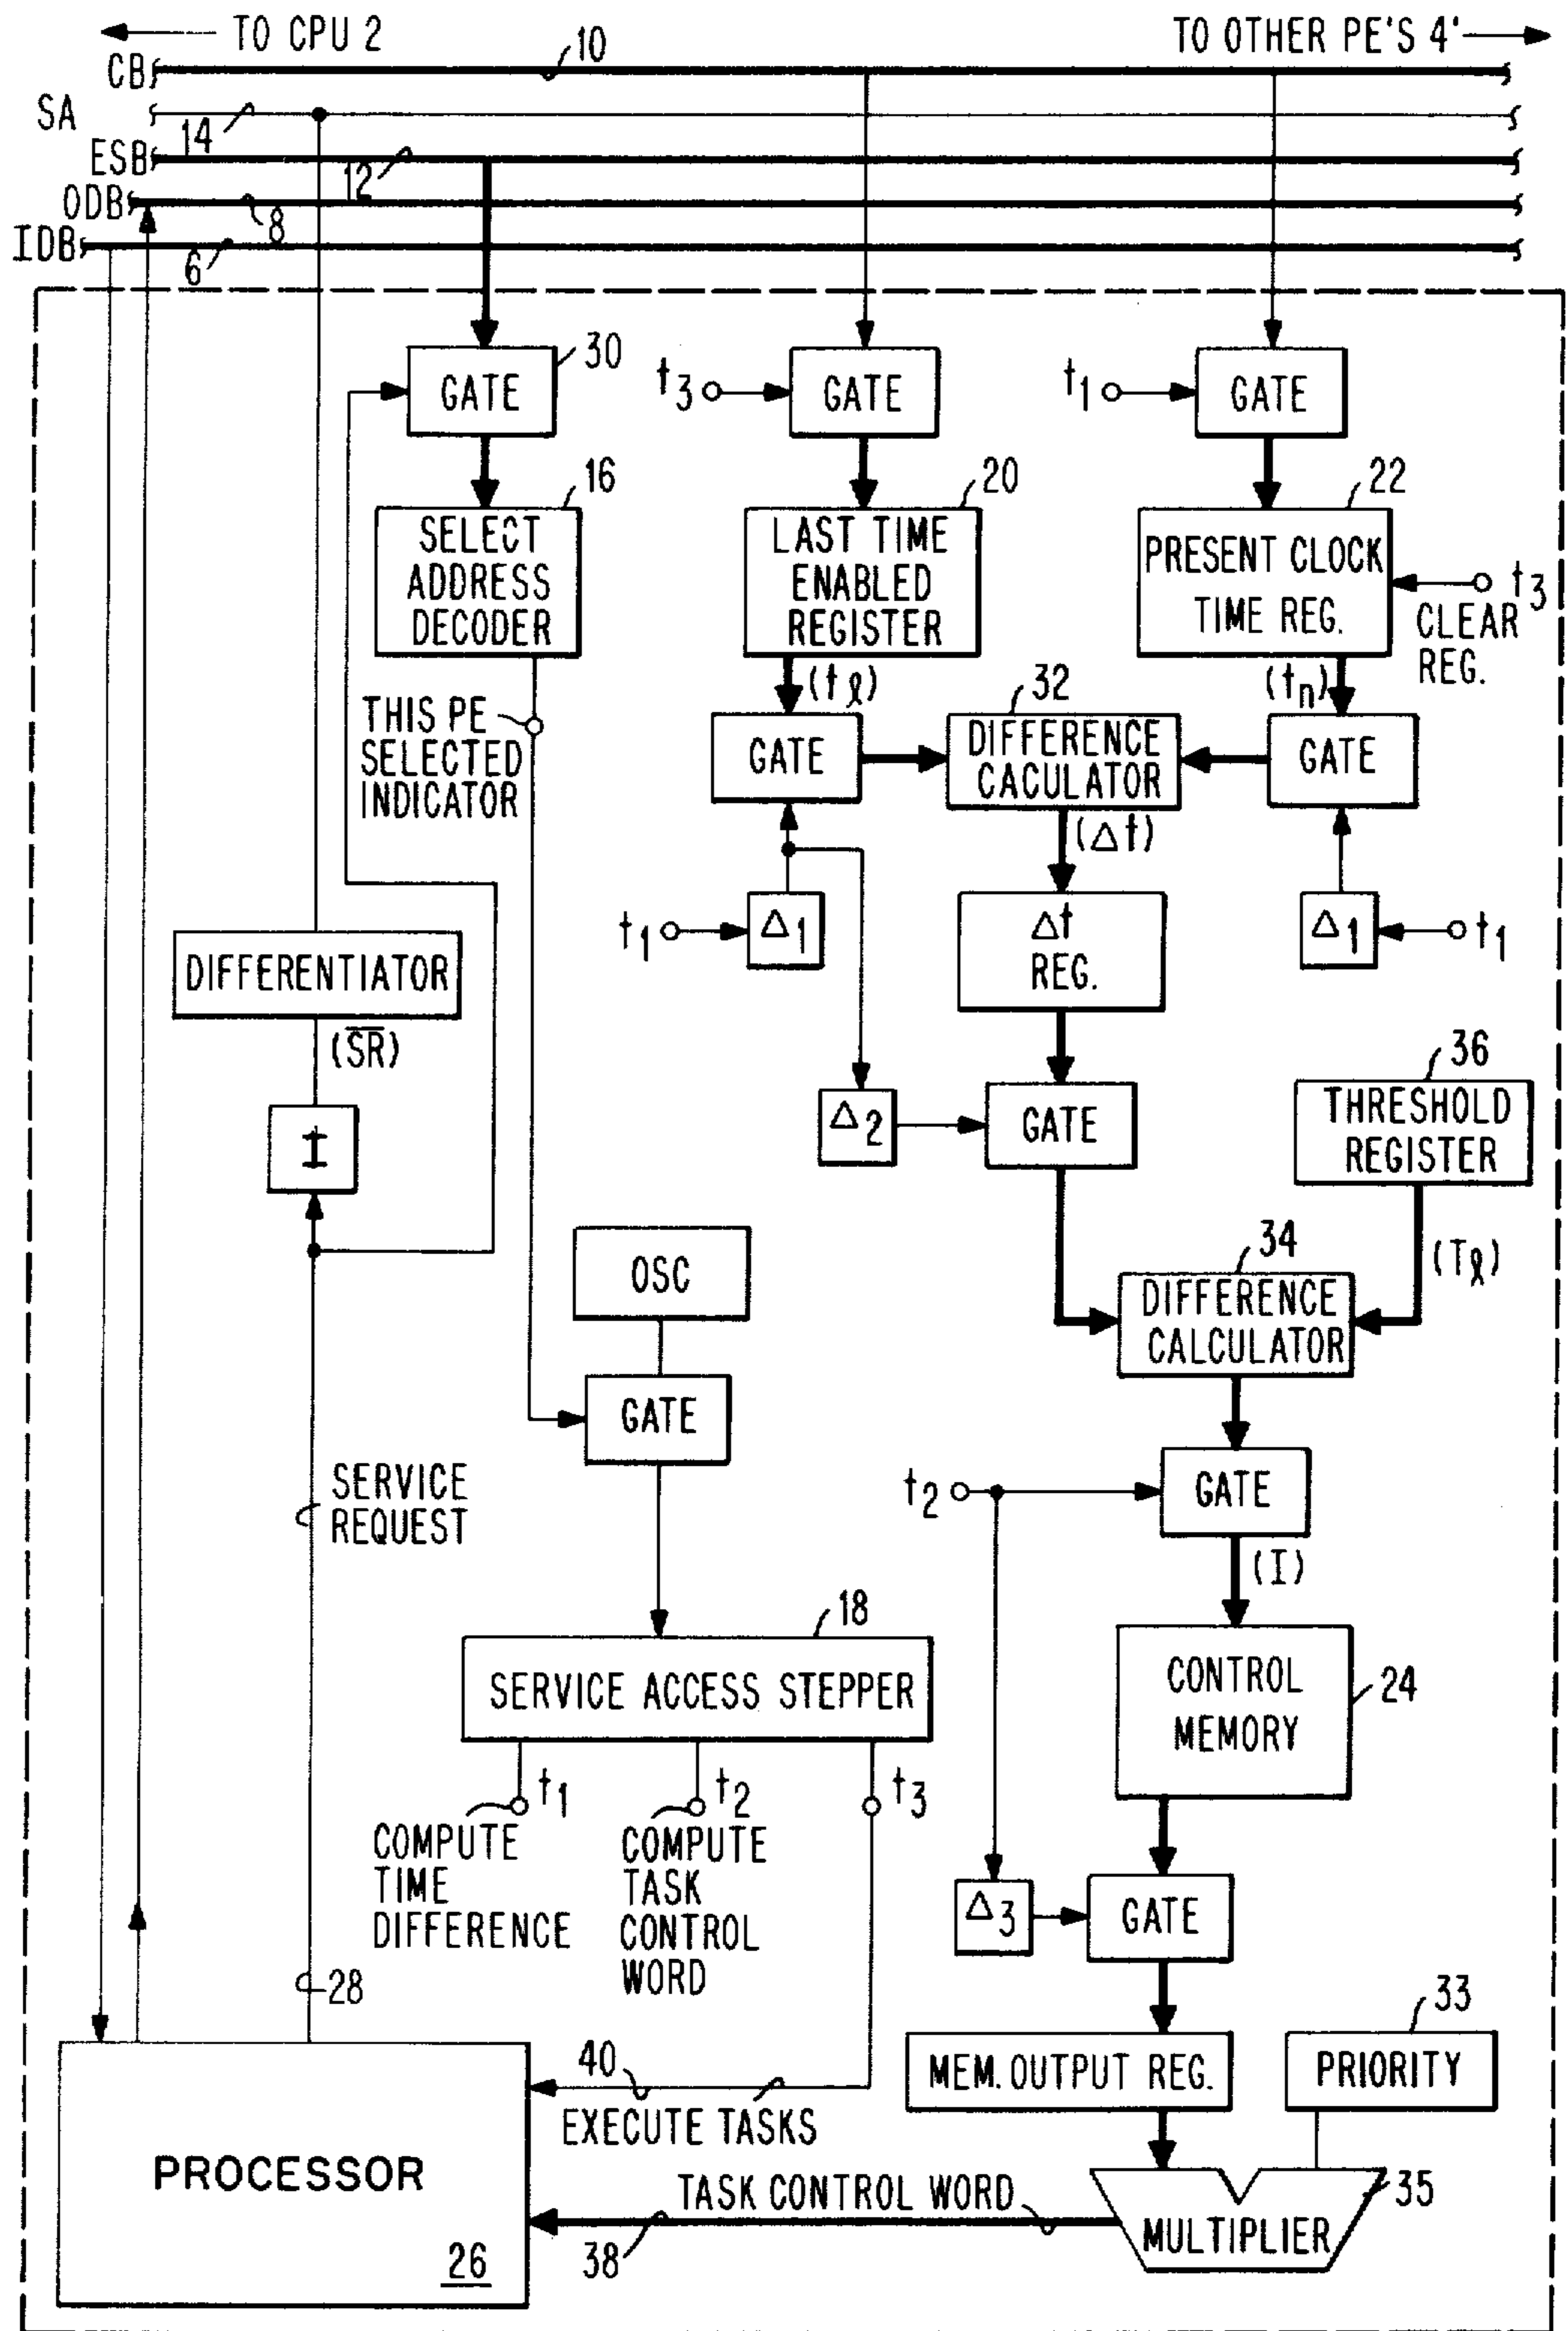 TO CPU 2
TO OTHER PE'S 4'
CB
10
SA
14
ESB
12
ODB
8
IDB
6
GATE
30
t3
GATE
t1
GATE
SELECT
ADDRESS
DECODER
16
LAST TIME
ENABLED
REGISTER
20
PRESENT CLOCK
TIME REG.
22
t3
CLEAR
REG.
THIS PE
SELECTED
INDICATOR
(tℓ)
(tn)
GATE
DIFFERENCE
CACULATOR
32
GATE
(Δt)
t1
Δ1
Δt
REG.
Δ1
t1
DIFFERENTIATOR
(S̅R̅)
I
Δ2
GATE
THRESHOLD
REGISTER
36
(Tℓ)
OSC
DIFFERENCE
CALCULATOR
34
GATE
SERVICE
REQUEST
t2
GATE
(I)
SERVICE ACCESS STEPPER
18
CONTROL
MEMORY
24
t1
t2
t3
COMPUTE
TIME
DIFFERENCE
COMPUTE
TASK
CONTROL
WORD
Δ3
GATE
28
MEM. OUTPUT REG.
PRIORITY
33
40
EXECUTE TASKS
PROCESSOR
26
TASK CONTROL WORD
38
MULTIPLIER
35